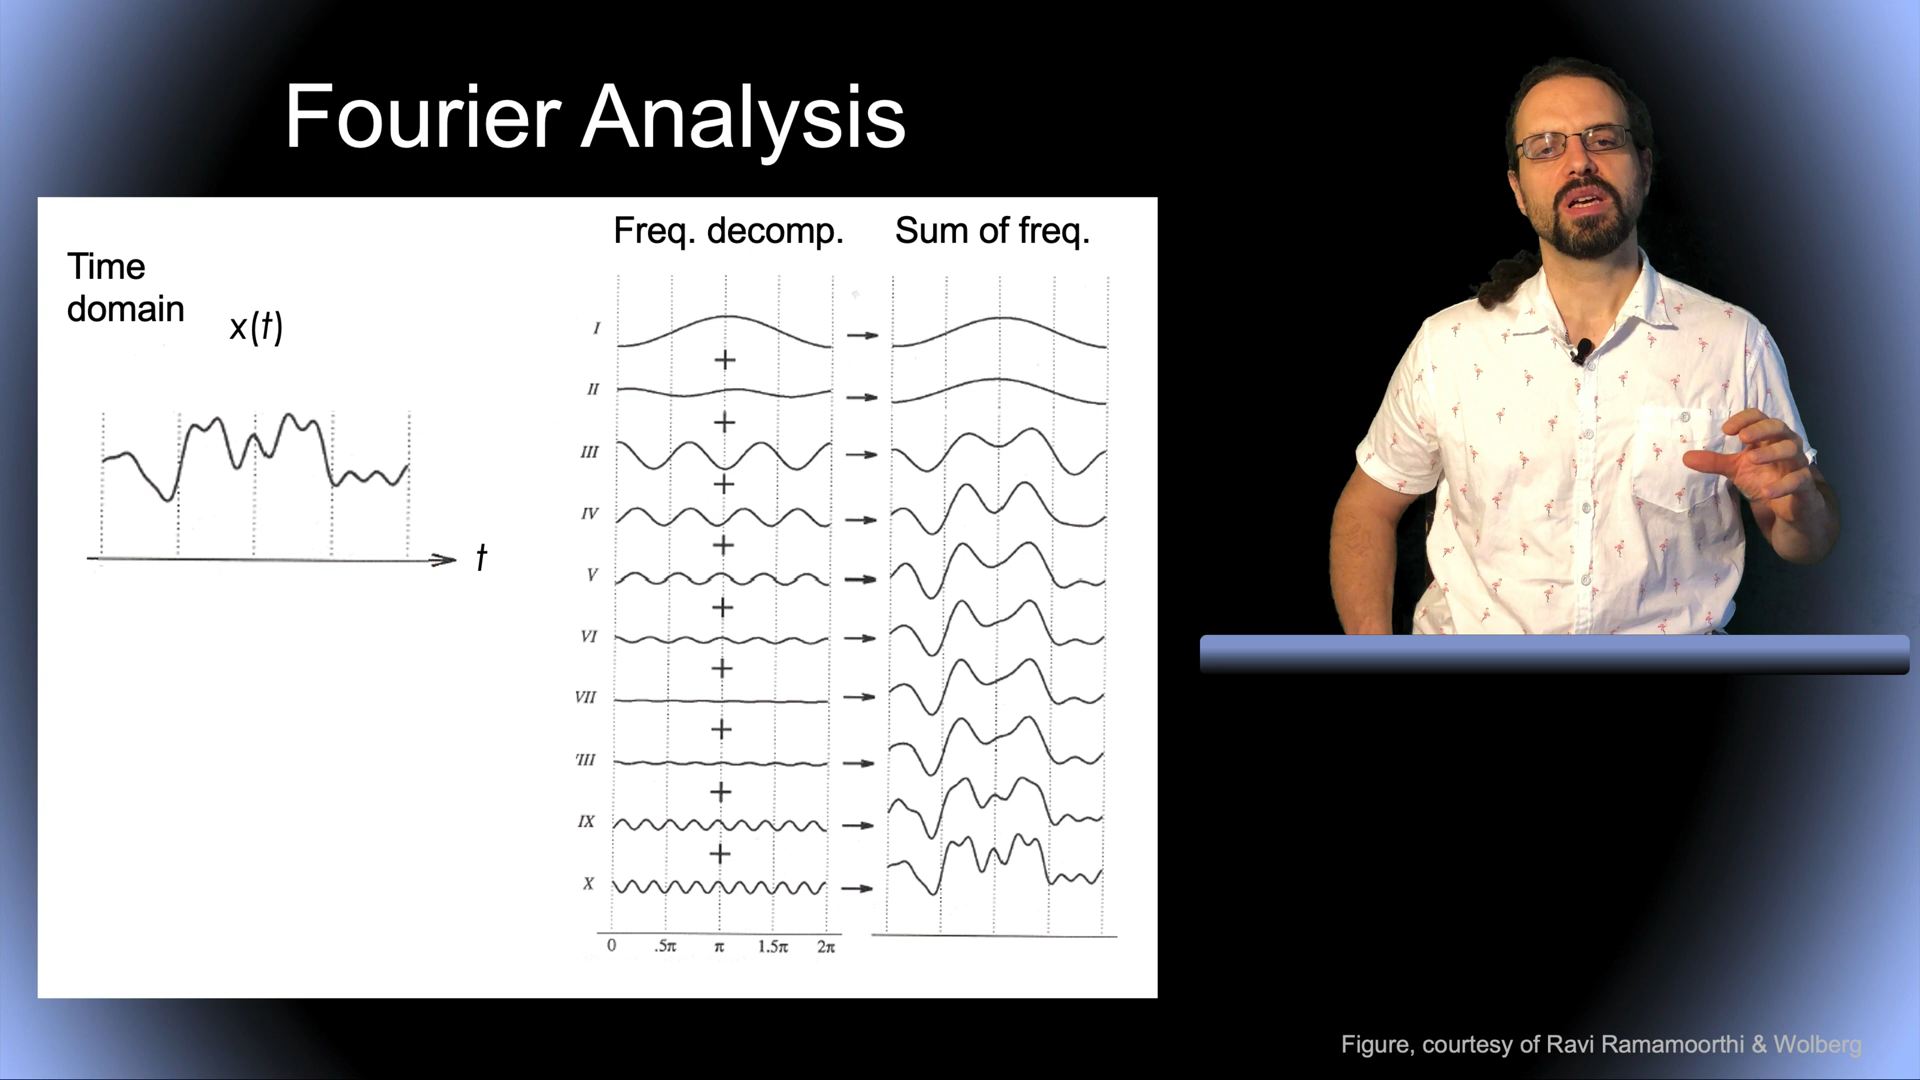 Fourier Analysis
Freq. decomp. Sum of freq.
Time
domain
x(t)
t
I
+
II
+
III
+
IV
+
V
+
VI
+
VII
+
'III
+
IX
+
X
0 .5π π 1.5π 2π
Figure, courtesy of Ravi Ramamoorthi & Wolberg